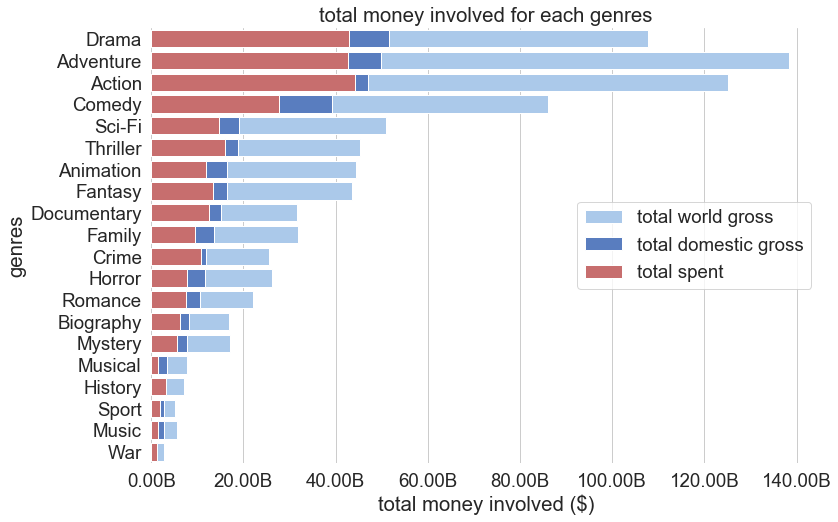 total money involved for each genres
Drama
Adventure
Action
Comedy
Sci-Fi
Thriller
Animation
Fantasy
Documentary
Family
Crime
Horror
Romance
Biography
Mystery
Musical
History
Sport
Music
War
genres
total world gross
total domestic gross
total spent
0.00B 20.00B 40.00B 60.00B 80.00B 100.00B 120.00B 140.00B
total money involved ($)